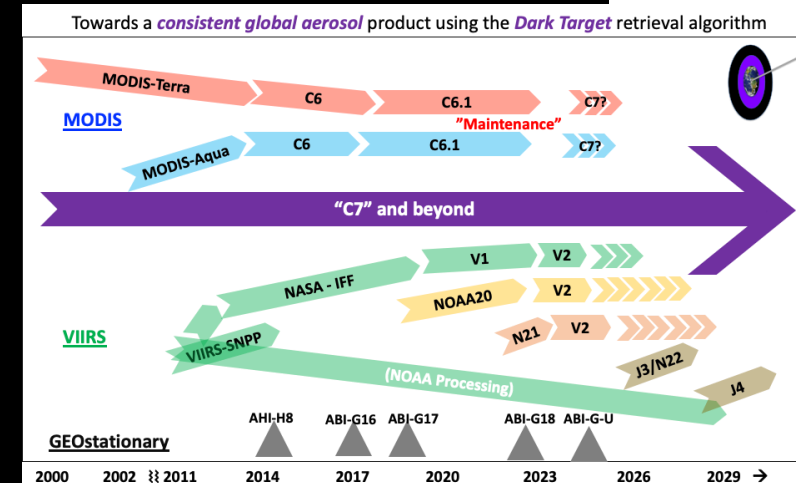 Towards a consistent global aerosol product using the Dark Target retrieval algorithm
MODIS-Terra
C6
C6.1
C7?
MODIS
"Maintenance"
MODIS-Aqua
C6
C6.1
C7?
"C7" and beyond
NASA - IFF
V1
V2
NOAA20
V2
VIIRS
VIIRS-SNPP
N21
V2
J3/N22
(NOAA Processing)
J4
AHI-H8
ABI-G16
ABI-G17
ABI-G18
ABI-G-U
GEOstationary
2000 2002 2011 2014 2017 2020 2023 2026 2029 →